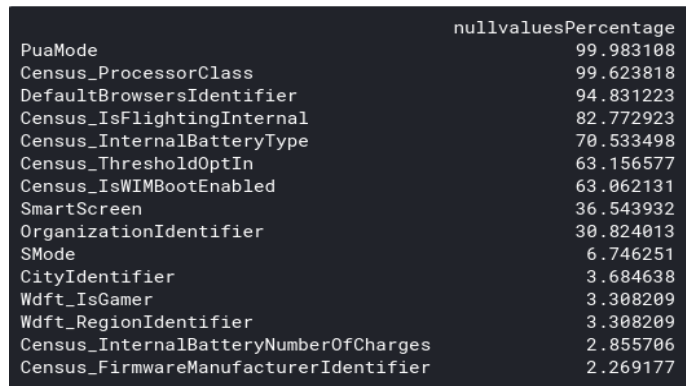 nullvaluesPercentage
PuaMode 99.983108
Census_ProcessorClass 99.623818
DefaultBrowsersIdentifier 94.831223
Census_IsFlightingInternal 82.772923
Census_InternalBatteryType 70.533498
Census_ThresholdOptIn 63.156577
Census_IsWIMBootEnabled 63.062131
SmartScreen 36.543932
OrganizationIdentifier 30.824013
SMode 6.746251
CityIdentifier 3.684638
Wdft_IsGamer 3.308209
Wdft_RegionIdentifier 3.308209
Census_InternalBatteryNumberOfCharges 2.855706
Census_FirmwareManufacturerIdentifier 2.269177